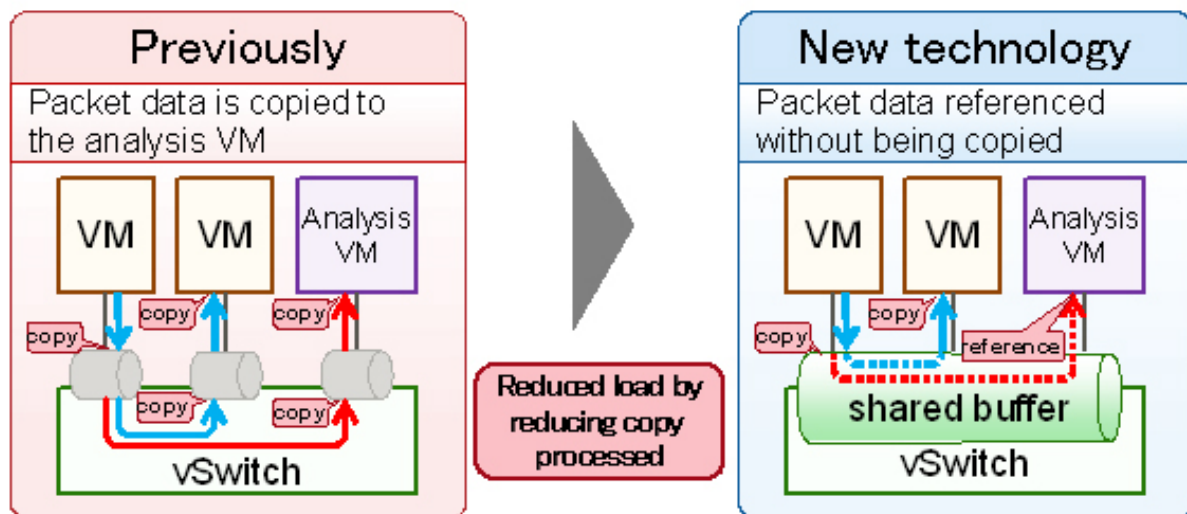 Previously
Packet data is copied to
the analysis VM
VM
VM
Analysis
VM
copy
copy
copy
copy
copy
vSwitch
Reduced load by
reducing copy
processed
New technology
Packet data referenced
without being copied
VM
VM
Analysis
VM
copy
copy
reference
shared buffer
vSwitch